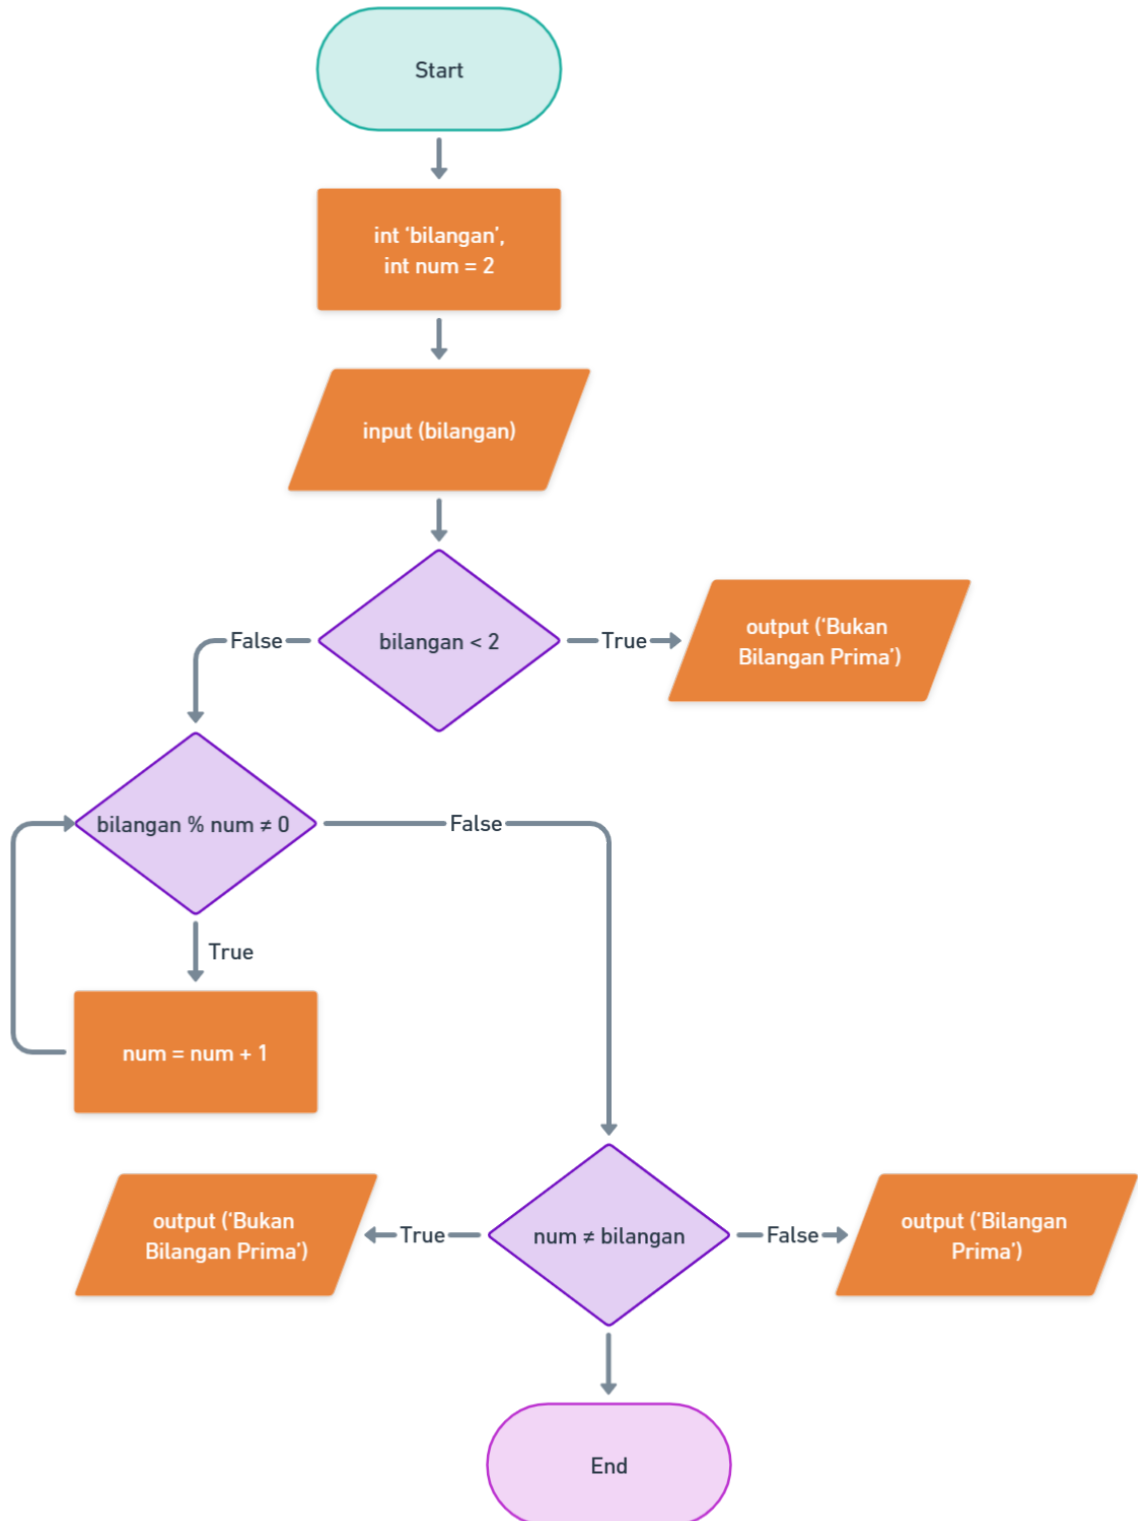 Start
int ‘bilangan’,
int num = 2
input (bilangan)
bilangan < 2
False
True
output (‘Bukan
Bilangan Prima’)
bilangan % num ≠ 0
False
True
num = num + 1
output (‘Bukan
Bilangan Prima’)
True
num ≠ bilangan
False
output (‘Bilangan
Prima’)
End